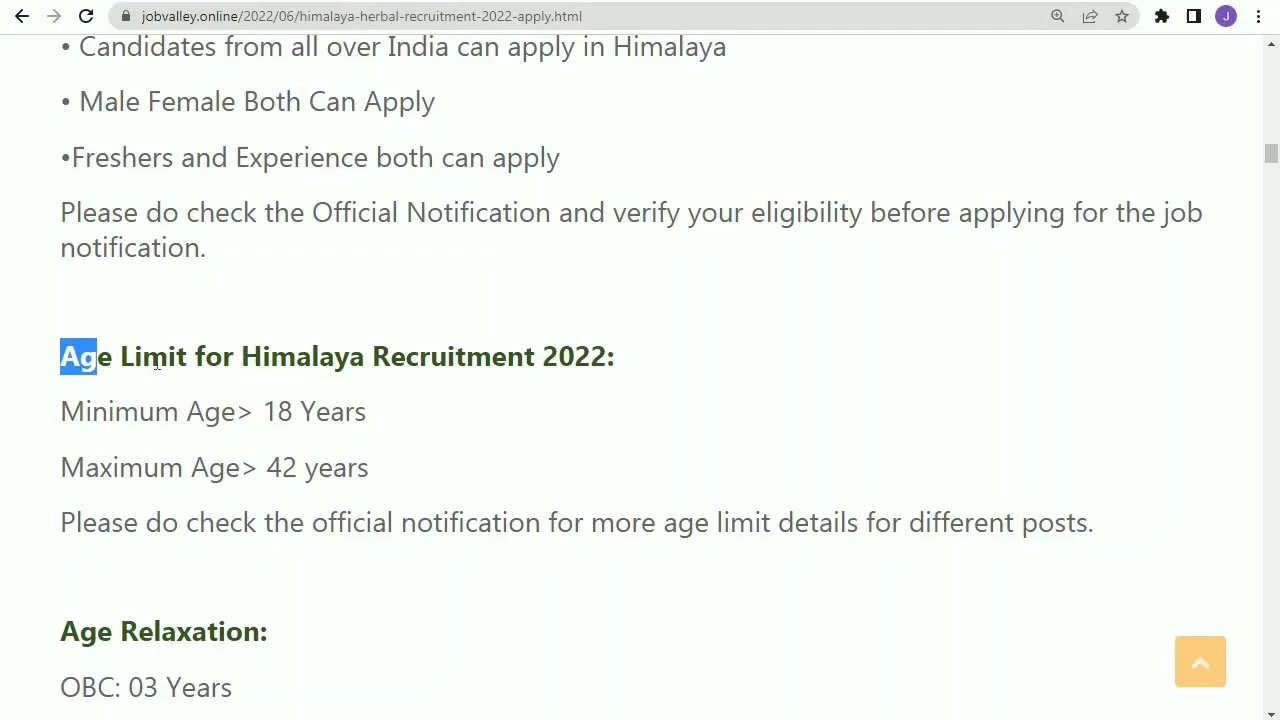 jobvalley.online/2022/06/himalaya-herbal-recruitment-2022-apply.html
J
• Candidates from all over India can apply in Himalaya
• Male Female Both Can Apply
•Freshers and Experience both can apply
Please do check the Official Notification and verify your eligibility before applying for the job
notification.
Age Limit for Himalaya Recruitment 2022:
Minimum Age> 18 Years
Maximum Age> 42 years
Please do check the official notification for more age limit details for different posts.
Age Relaxation:
OBC: 03 Years